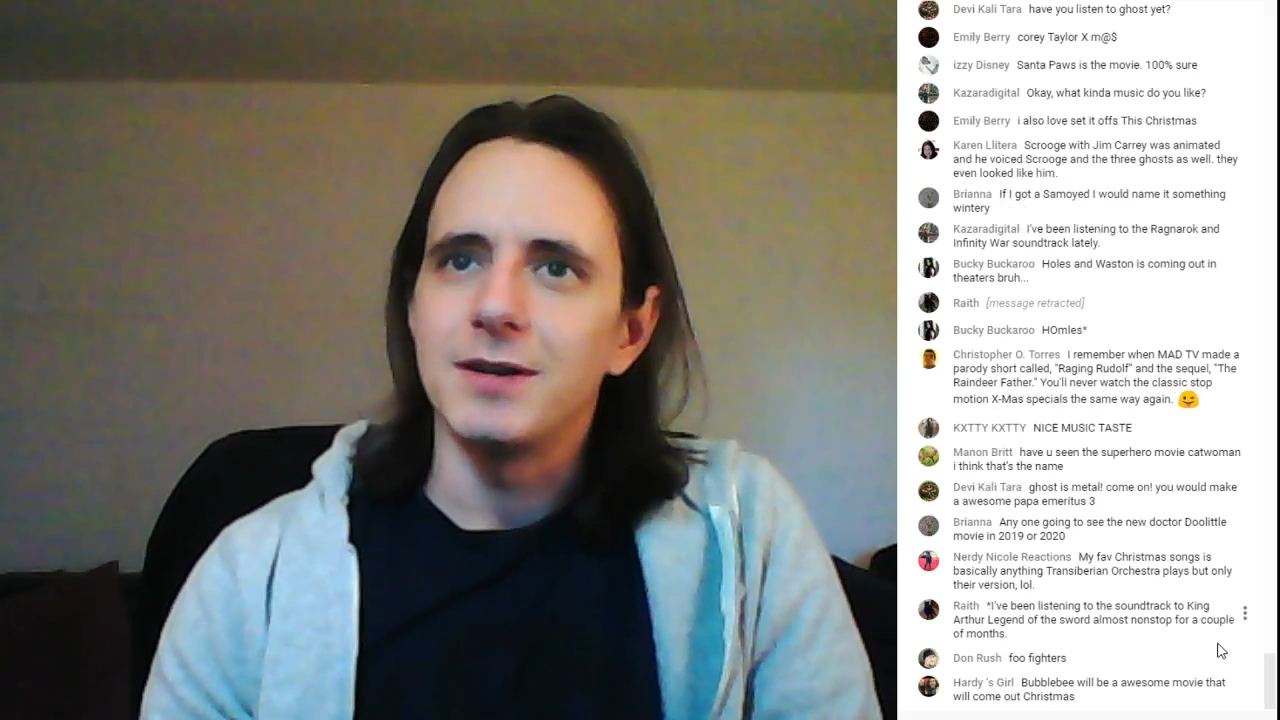 Devi Kali Tara have you listen to ghost yet?
Emily Berry corey Taylor X m@$
izzy Disney Santa Paws is the movie. 100% sure
Kazaradigital Okay, what kinda music do you like?
Emily Berry i also love set it offs This Christmas
Karen Llitera Scrooge with Jim Carrey was animated
and he voiced Scrooge and the three ghosts as well. they
even looked like him.
Brianna If I got a Samoyed I would name it something
wintery
Kazaradigital I've been listening to the Ragnarok and
Infinity War soundtrack lately.
Bucky Buckaroo Holes and Waston is coming out in
theaters bruh...
Raith [message retracted]
Bucky Buckaroo HOmles*
Christopher O. Torres I remember when MAD TV made a
parody short called, "Raging Rudolf" and the sequel, "The
Raindeer Father." You'll never watch the classic stop
motion X-Mas specials the same way again.
KXTTY KXTTY NICE MUSIC TASTE
Manon Britt have u seen the superhero movie catwoman
i think that's the name
Devi Kali Tara ghost is metal! come on! you would make
a awesome papa emeritus 3
Brianna Any one going to see the new doctor Doolittle
movie in 2019 or 2020
Nerdy Nicole Reactions My fav Christmas songs is
basically anything Transiberian Orchestra plays but only
their version, lol.
Raith *I've been listening to the soundtrack to King
Arthur Legend of the sword almost nonstop for a couple
of months.
Don Rush foo fighters
Hardy 's Girl Bubblebee will be a awesome movie that
will come out Christmas